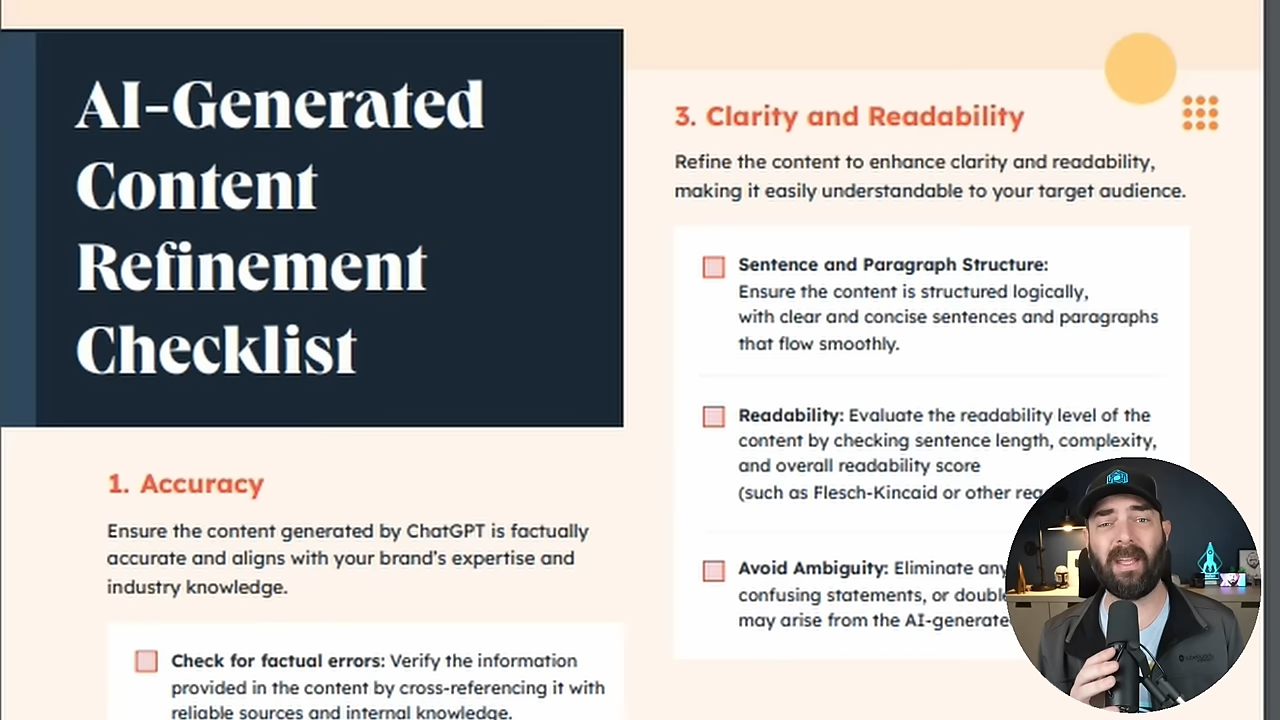 AI-Generated
Content
Refinement
Checklist
1. Accuracy
Ensure the content generated by ChatGPT is factually
accurate and aligns with your brand's expertise and
industry knowledge.
Check for factual errors: Verify the information
provided in the content by cross-referencing it with
reliable sources and internal knowledge.
3. Clarity and Readability
Refine the content to enhance clarity and readability,
making it easily understandable to your target audience.
Sentence and Paragraph Structure:
Ensure the content is structured logically,
with clear and concise sentences and paragraphs
that flow smoothly.
Readability: Evaluate the readability level of the
content by checking sentence length, complexity,
and overall readability score
(such as Flesch-Kincaid or other
Avoid Ambiguity: Eliminate any
confusing statements, or
may arise from the